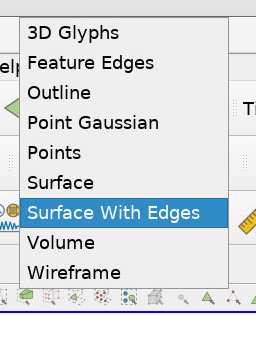 3D Glyphs
Feature Edges
Outline
Point Gaussian
Points
Surface
Surface With Edges
Volume
Wireframe